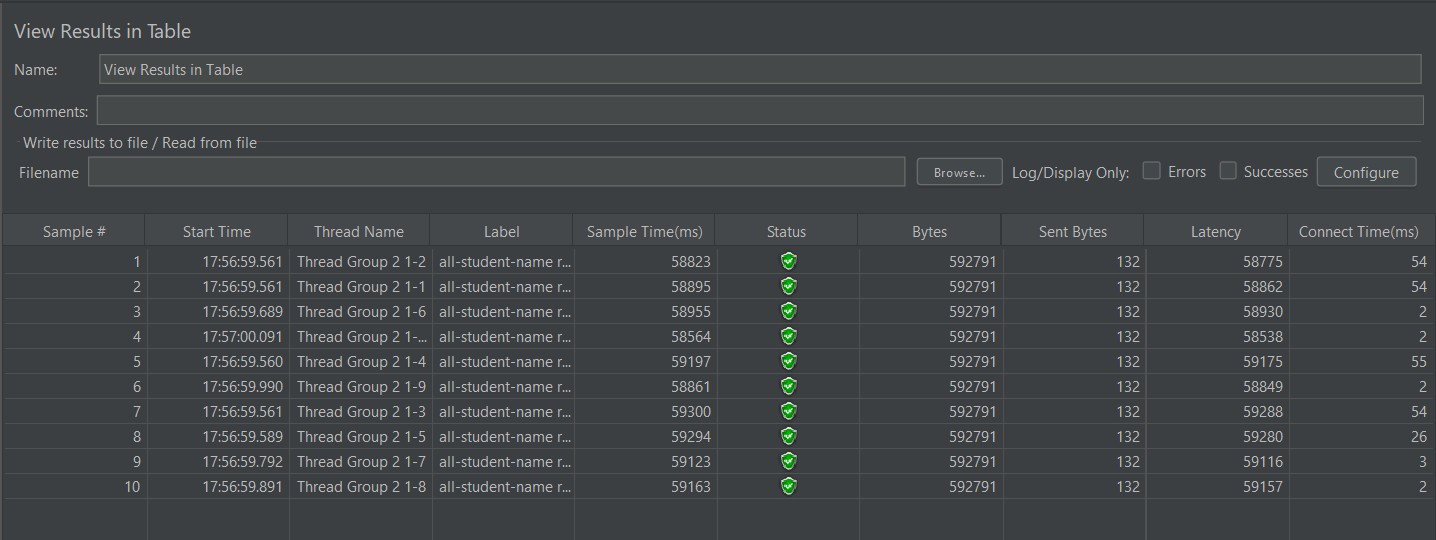 View Results in Table
Name: View Results in Table
Comments:
Write results to file / Read from file
Filename Browse... Log/Display Only: Errors Successes Configure
Sample # Start Time Thread Name Label Sample Time(ms) Status Bytes Sent Bytes Latency Connect Time(ms)
1 17:56:59.561 Thread Group 2 1-2 all-student-name r... 58823 592791 132 58775 54
2 17:56:59.561 Thread Group 2 1-1 all-student-name r... 58895 592791 132 58862 54
3 17:56:59.689 Thread Group 2 1-6 all-student-name r... 58955 592791 132 58930 2
4 17:57:00.091 Thread Group 2 1-... all-student-name r... 58564 592791 132 58538 2
5 17:56:59.560 Thread Group 2 1-4 all-student-name r... 59197 592791 132 59175 55
6 17:56:59.990 Thread Group 2 1-9 all-student-name r... 58861 592791 132 58849 2
7 17:56:59.561 Thread Group 2 1-3 all-student-name r... 59300 592791 132 59288 54
8 17:56:59.589 Thread Group 2 1-5 all-student-name r... 59294 592791 132 59280 26
9 17:56:59.792 Thread Group 2 1-7 all-student-name r... 59123 592791 132 59116 3
10 17:56:59.891 Thread Group 2 1-8 all-student-name r... 59163 592791 132 59157 2